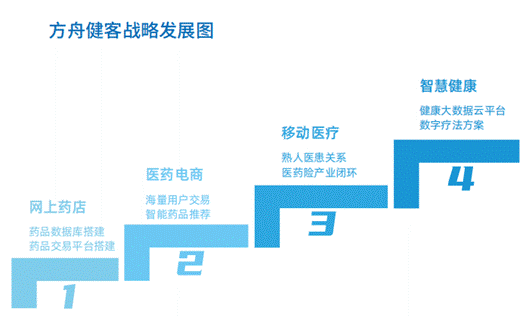 方舟健客战略发展图
网上药店
药品数据库搭建
药品交易平台搭建
1
医药电商
海量用户交易
智能药品推荐
2
移动医疗
熟人医患关系
医药险产业闭环
3
智慧健康
健康大数据云平台
数字疗法方案
4